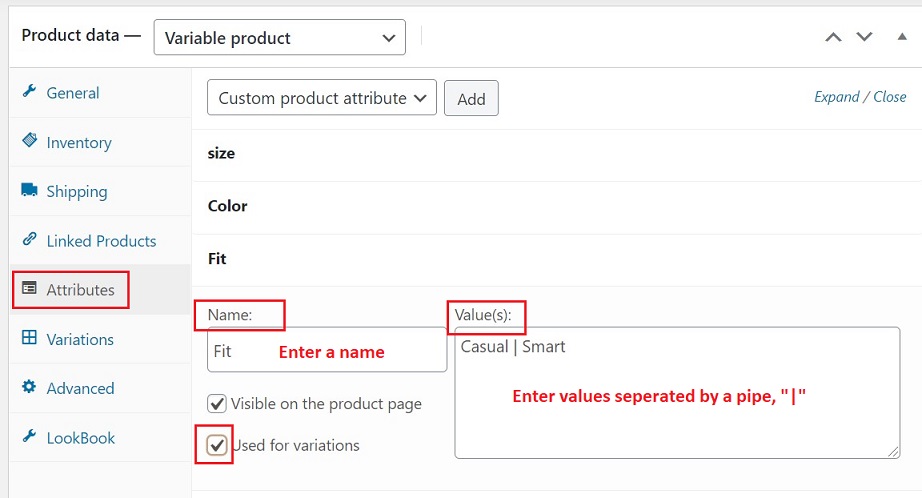 Product data — Variable product
General
Custom product attribute Add Expand / Close
Inventory
size
Shipping
Color
Linked Products
Fit
Attributes
Name: Value(s):
Fit Enter a name
Casual | Smart
Variations
Enter values seperated by a pipe, "|"
Advanced
Visible on the product page
LookBook
Used for variations